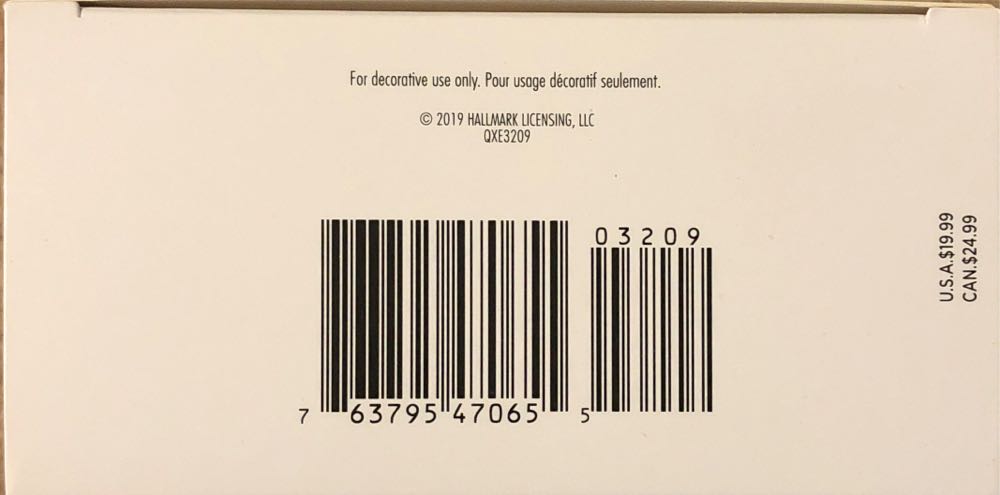 For decorative use only. Pour usage décoratif seulement.
© 2019 HALLMARK LICENSING, LLC
QXE3209
03209
7 63795 47065 5
U.S.A.$19.99
CAN.$24.99